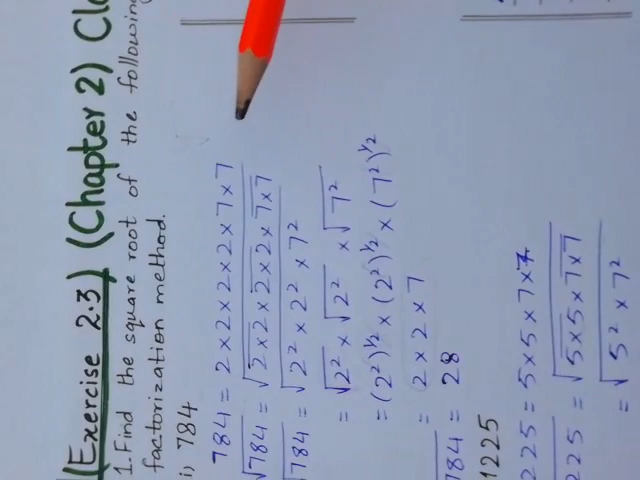 (Exercise 2.3) (Chapter 2) Cla
1. Find the square root of the following
factorization method.
i, 784
784 = 2×2×2×2×7×7
√784 = √2×2×2×2×7×7
√784 = √2²×2²×7²
= √2² × √2² × √7²
= (2²)^1/2 × (2²)^1/2 × (7²)^1/2
= 2×2×7
784 = 28
1225
225 = 5×5×7×7
225 = √5×5×7×7
= √5²×7²